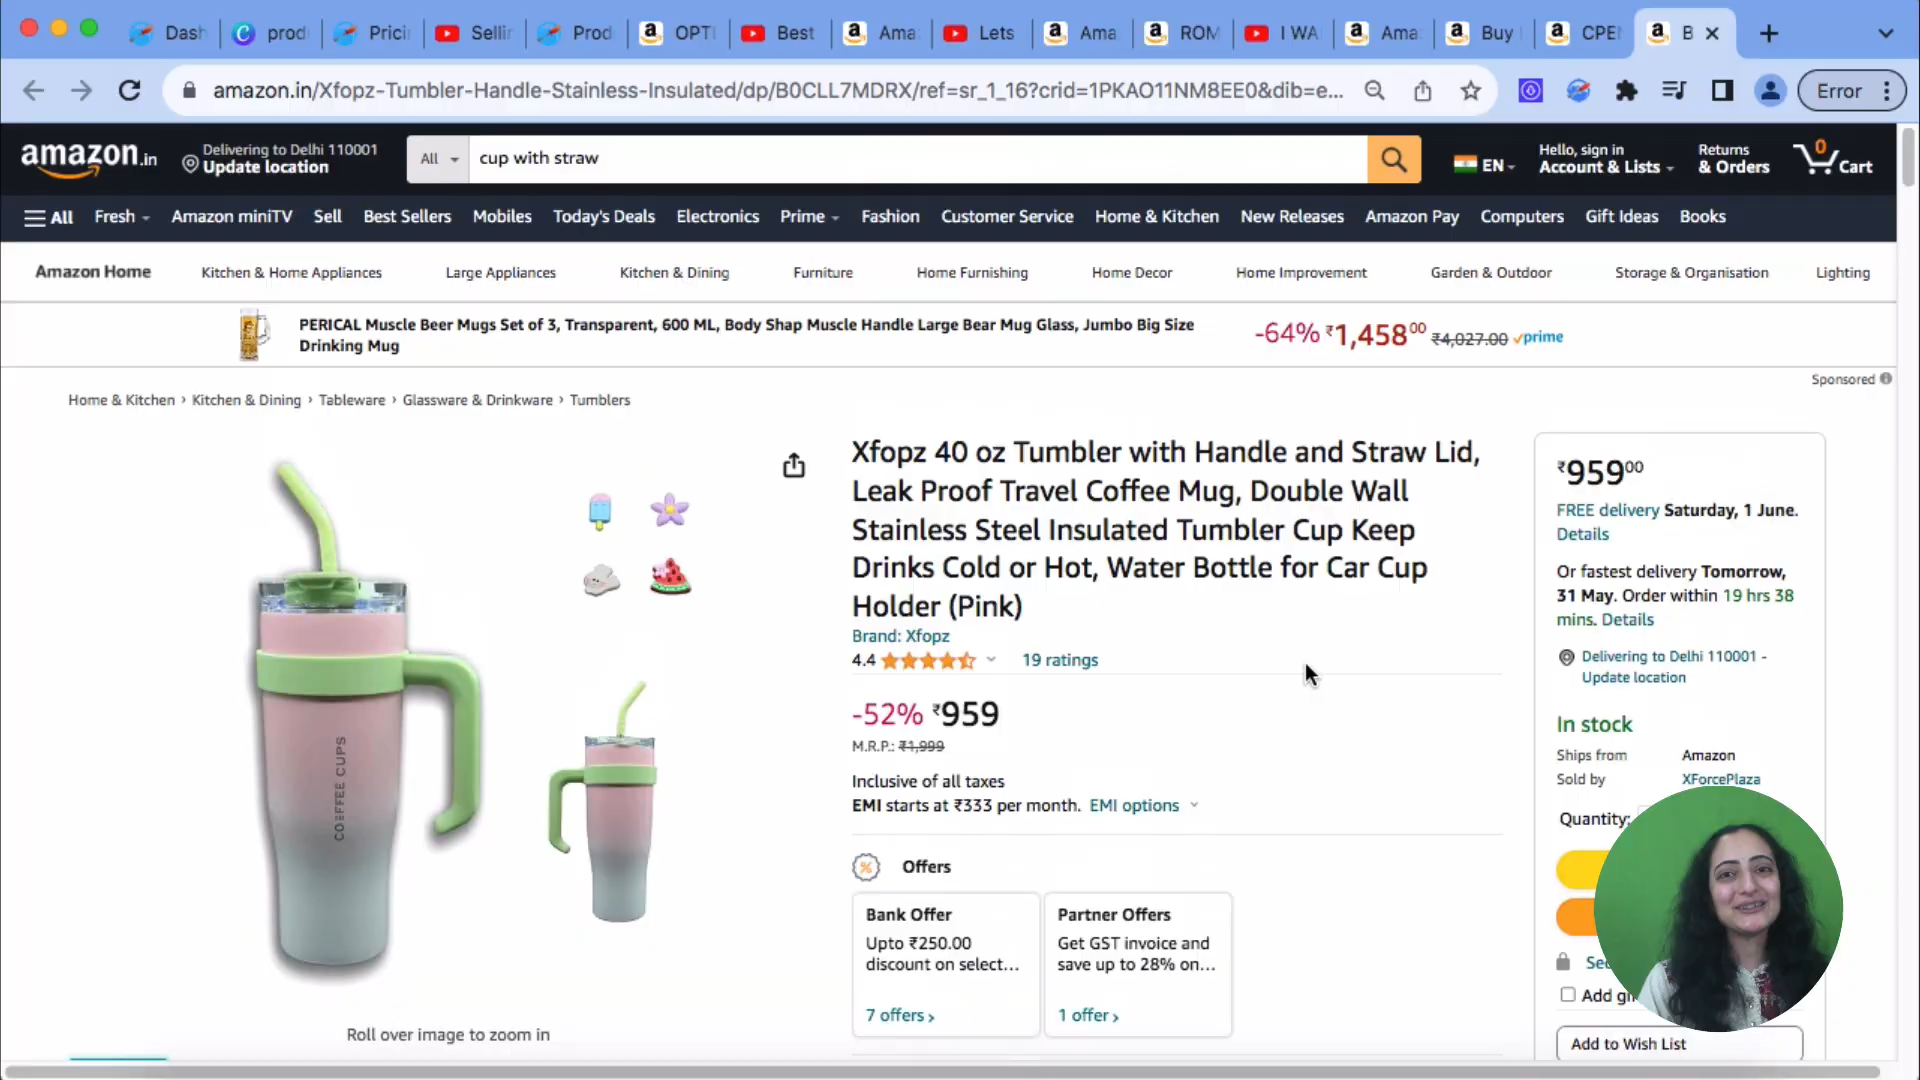 Dash
prod
Prici
Sellin
Prod
OPTI
Best
Ama
Lets
Ama
ROM
I WA
Ama
Buy
CPE
B
amazon.in/Xfopz-Tumbler-Handle-Stainless-Insulated/dp/B0CLL7MDRX/ref=sr_1_16?crid=1PKAO11NM8EE0&dib=e...
Error
amazon.in
Delivering to Delhi 110001
Update location
All
cup with straw
EN
Hello, sign in
Account & Lists
Returns
& Orders
0
Cart
All
Fresh
Amazon miniTV
Sell
Best Sellers
Mobiles
Today's Deals
Electronics
Prime
Fashion
Customer Service
Home & Kitchen
New Releases
Amazon Pay
Computers
Gift Ideas
Books
Amazon Home
Kitchen & Home Appliances
Large Appliances
Kitchen & Dining
Furniture
Home Furnishing
Home Decor
Home Improvement
Garden & Outdoor
Storage & Organisation
Lighting
PERICAL Muscle Beer Mugs Set of 3, Transparent, 600 ML, Body Shap Muscle Handle Large Bear Mug Glass, Jumbo Big Size
Drinking Mug
-64% ₹1,458⁰⁰ ₹4,027.00 prime
Sponsored
Home & Kitchen › Kitchen & Dining › Tableware › Glassware & Drinkware › Tumblers
COFFEE CUPS
Roll over image to zoom in
Xfopz 40 oz Tumbler with Handle and Straw Lid,
Leak Proof Travel Coffee Mug, Double Wall
Stainless Steel Insulated Tumbler Cup Keep
Drinks Cold or Hot, Water Bottle for Car Cup
Holder (Pink)
Brand: Xfopz
4.4 19 ratings
-52% ₹959
M.R.P.: ₹1,999
Inclusive of all taxes
EMI starts at ₹333 per month. EMI options
Offers
Bank Offer
Upto ₹250.00
discount on select...
7 offers ›
Partner Offers
Get GST invoice and
save up to 28% on...
1 offer ›
₹959⁰⁰
FREE delivery Saturday, 1 June.
Details
Or fastest delivery Tomorrow,
31 May. Order within 19 hrs 38
mins. Details
Delivering to Delhi 110001 -
Update location
In stock
Ships from Amazon
Sold by XForcePlaza
Quantity:
Sec
Add gi
Add to Wish List